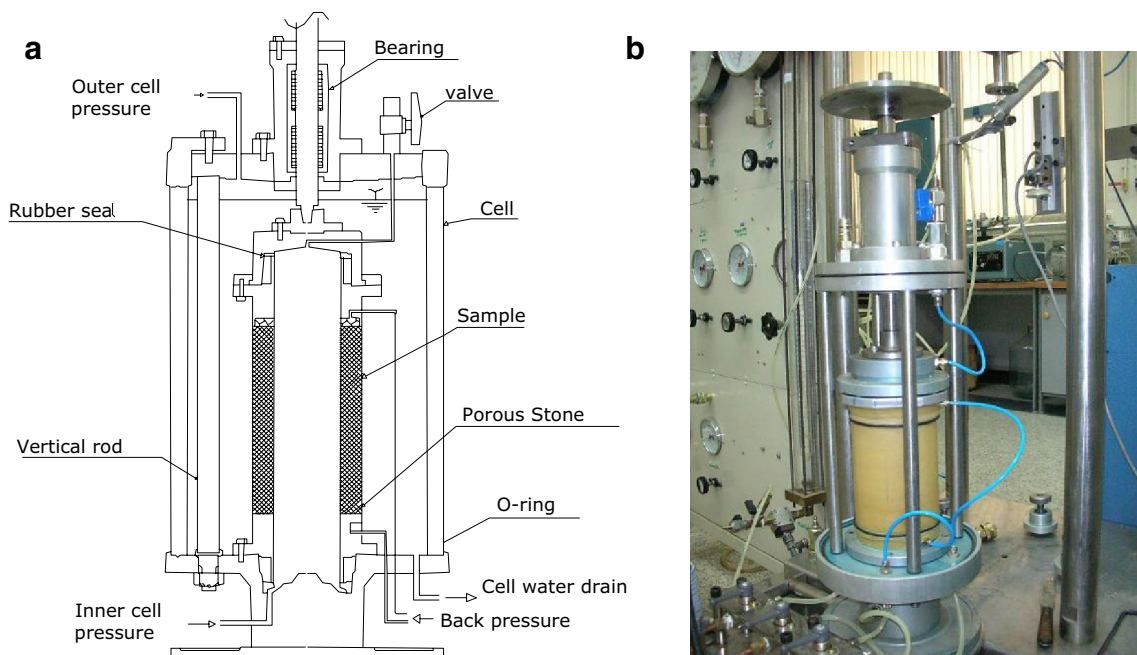 a
Bearing
Outer cell
pressure
valve
Rubber seal
Cell
Sample
Porous Stone
Vertical rod
O-ring
Cell water drain
Inner cell
pressure
Back pressure
b